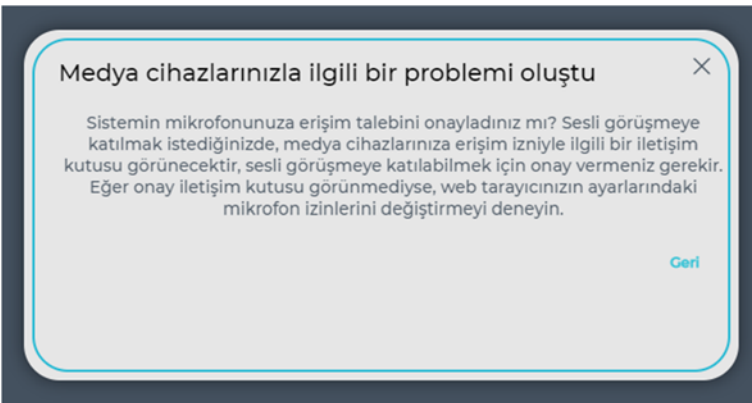 Medya cihazlarınızla ilgili bir problemi oluştu
Sistemin mikrofonunuza erişim talebini onayladınız mı? Sesli görüşmeye
katılmak istediğinizde, medya cihazlarınıza erişim izniyle ilgili bir iletişim
kutusu görünecektir, sesli görüşmeye katılabilmek için onay vermeniz gerekir.
Eğer onay iletişim kutusu görünmediyse, web tarayıcınızın ayarlarındaki
mikrofon izinlerini değiştirmeyi deneyin.
Geri